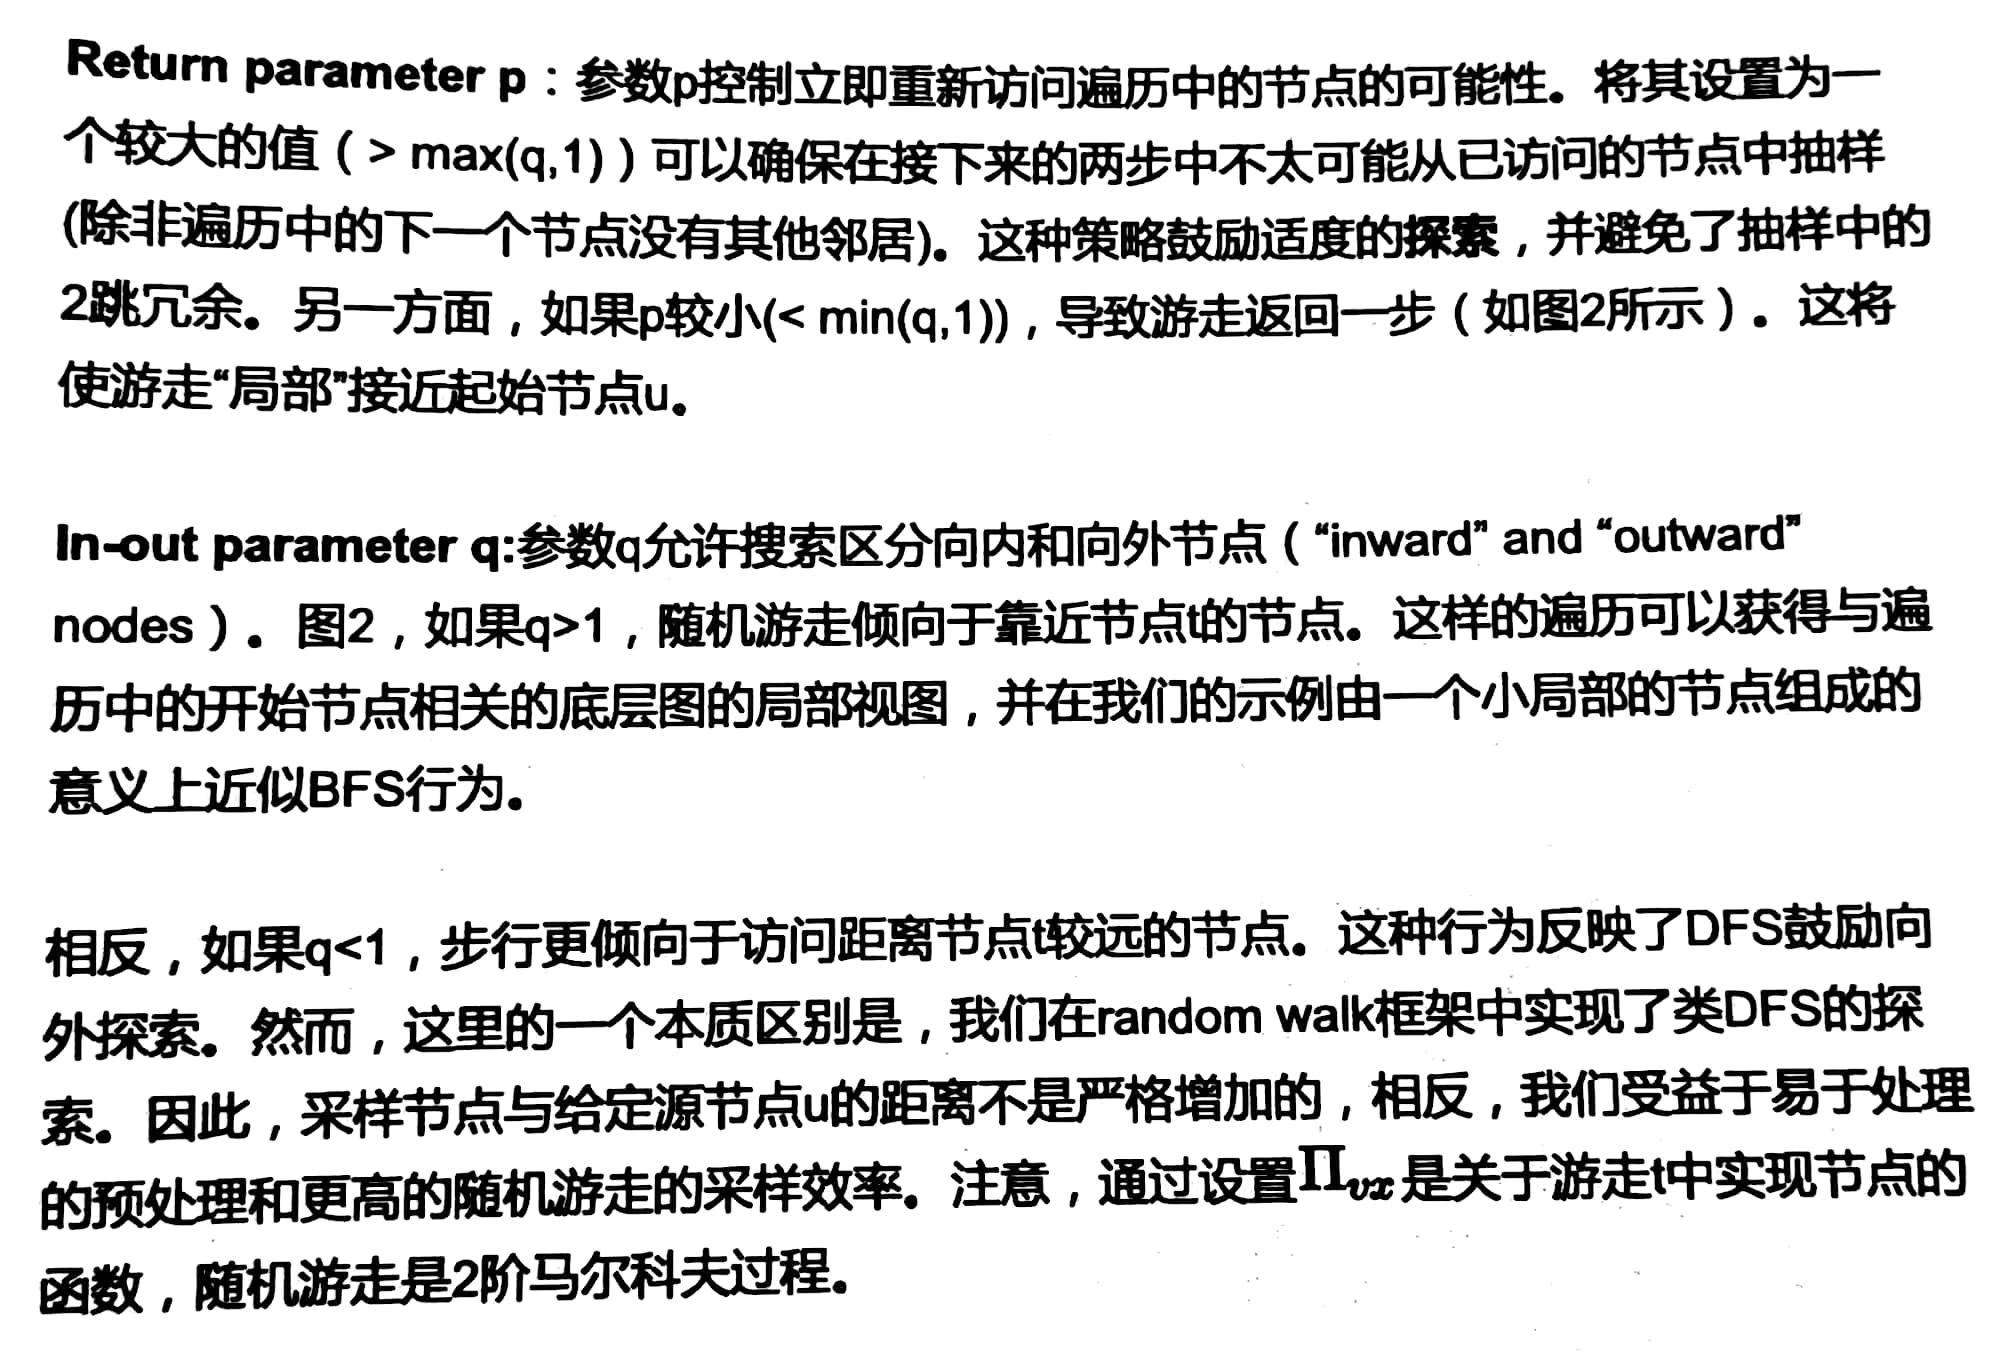 Return parameter p：参数p控制立即重新访问遍历中的节点的可能性。将其设置为一
个较大的值（> max(q,1)）可以确保在接下来的两步中不太可能从已访问的节点中抽样
(除非遍历中的下一个节点没有其他邻居)。这种策略鼓励适度的探索，并避免了抽样中的
2跳冗余。另一方面，如果p较小(< min(q,1))，导致游走返回一步（如图2所示）。这将
使游走“局部”接近起始节点u。
In-out parameter q:参数q允许搜索区分向内和向外节点（“inward” and “outward”
nodes）。图2，如果q>1，随机游走倾向于靠近节点t的节点。这样的遍历可以获得与遍
历中的开始节点相关的底层图的局部视图，并在我们的示例由一个小局部的节点组成的
意义上近似BFS行为。
相反，如果q<1，步行更倾向于访问距离节点t较远的节点。这种行为反映了DFS鼓励向
外探索。然而，这里的一个本质区别是，我们在random walk框架中实现了类DFS的探
索。因此，采样节点与给定源节点u的距离不是严格增加的，相反，我们受益于易于处理
的预处理和更高的随机游走的采样效率。注意，通过设置∏vx是关于游走t中实现节点的
函数，随机游走是2阶马尔科夫过程。